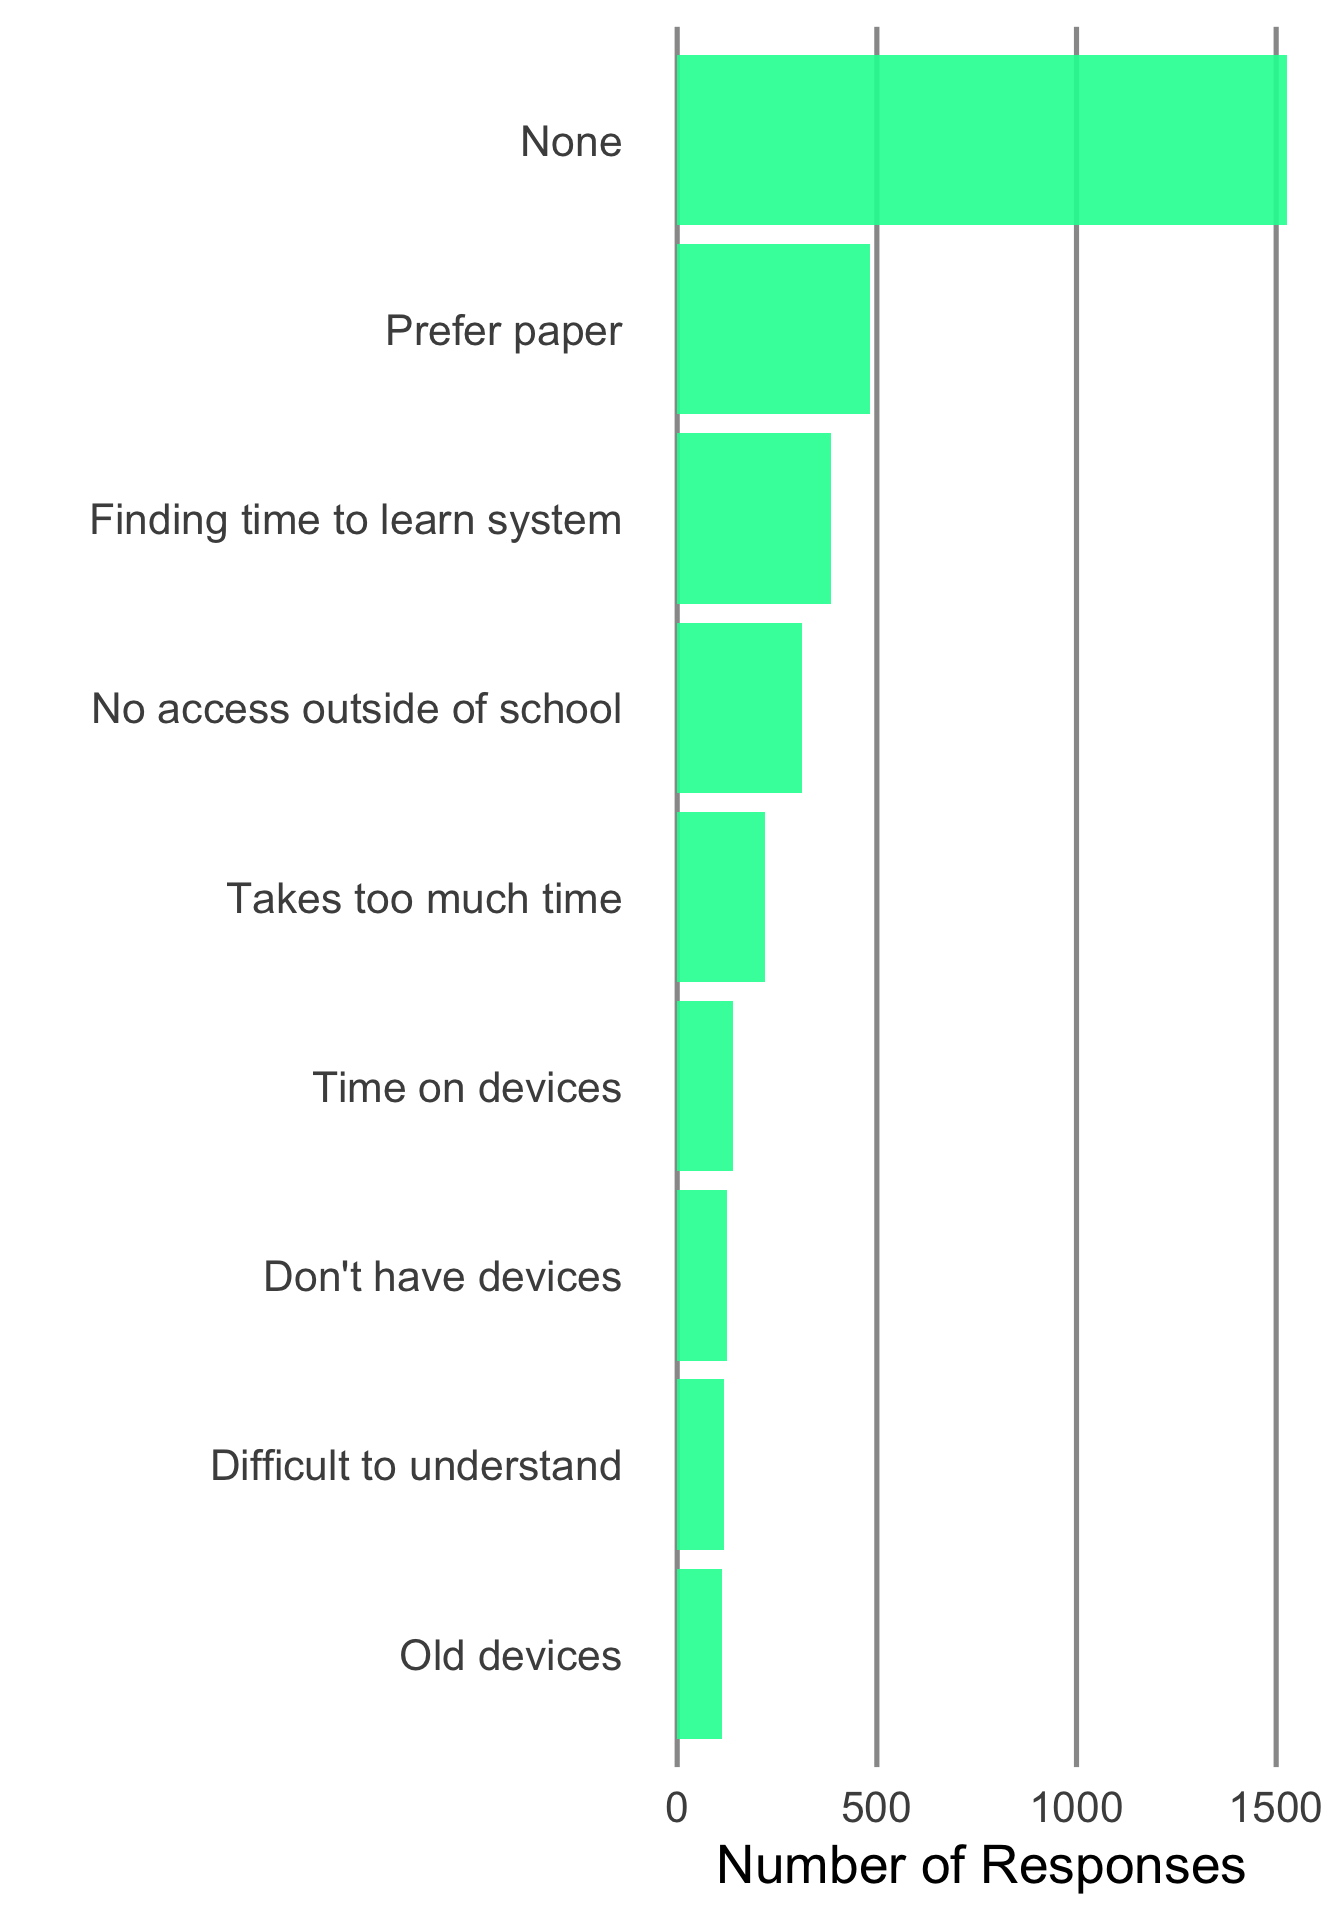 None
Prefer paper
Finding time to learn system
No access outside of school
Takes too much time
Time on devices
Don't have devices
Difficult to understand
Old devices
0 500 1000 1500
Number of Responses